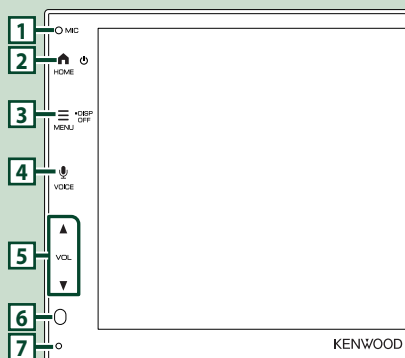 1
MIC
2
HOME
3
•DISP
OFF
MENU
4
VOICE
5
VOL
6
7
KENWOOD